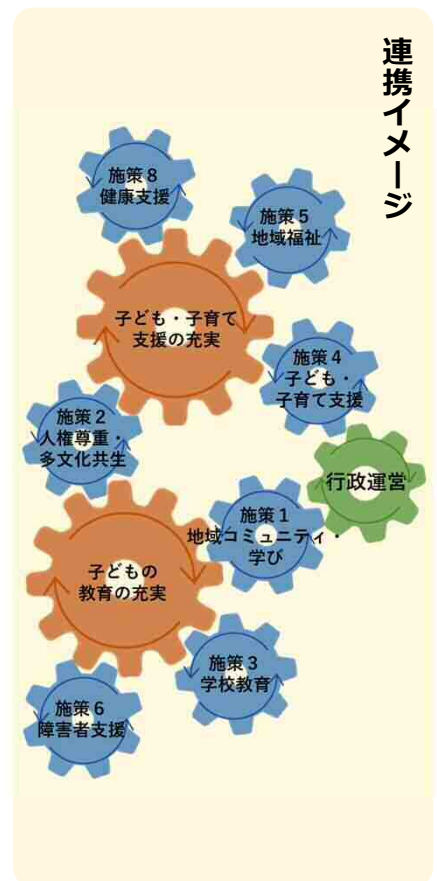 連携イメージ
施策８
健康支援
施策５
地域福祉
子ども・子育て
支援の充実
施策４
子ども・
子育て支援
施策２
人権尊重・
多文化共生
行政運営
施策１
地域コミュニティ・
学び
子どもの
教育の充実
施策３
学校教育
施策６
障害者支援